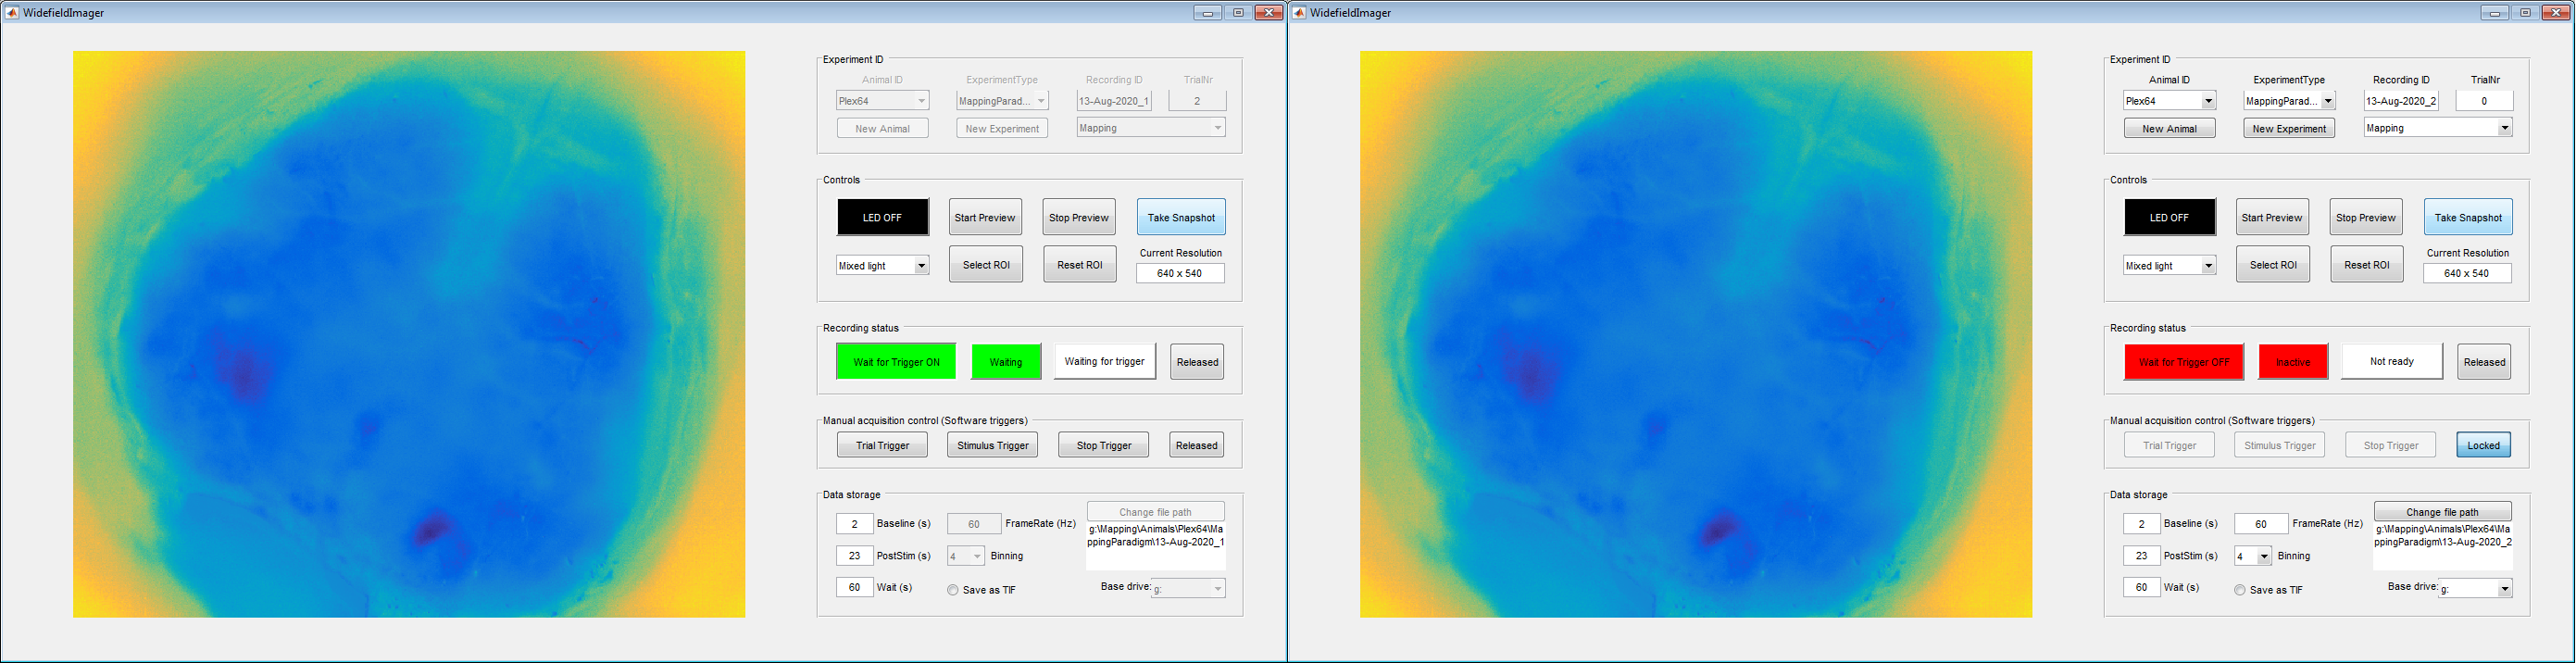 WidefieldImager
Experiment ID
Animal ID ExperimentType Recording ID TrialNr
Plex64 MappingParad... 13-Aug-2020_1 2
New Animal New Experiment Mapping
Controls
LED OFF Start Preview Stop Preview Take Snapshot
Current Resolution
Mixed light Select ROI Reset ROI 640 x 540
Recording status
Wait for Trigger ON Waiting Waiting for trigger Released
Manual acquisition control (Software triggers)
Trial Trigger Stimulus Trigger Stop Trigger Released
Data storage
Change file path
2 Baseline (s) 60 FrameRate (Hz) g:\Mapping\Animals\Plex64\Ma
ppingParadigm\13-Aug-2020_1
23 PostStim (s) 4 Binning
60 Wait (s) Save as TIF Base drive: g:
WidefieldImager
Experiment ID
Animal ID ExperimentType Recording ID TrialNr
Plex64 MappingParad... 13-Aug-2020_2 0
New Animal New Experiment Mapping
Controls
LED OFF Start Preview Stop Preview Take Snapshot
Current Resolution
Mixed light Select ROI Reset ROI 640 x 540
Recording status
Wait for Trigger OFF Inactive Not ready Released
Manual acquisition control (Software triggers)
Trial Trigger Stimulus Trigger Stop Trigger Locked
Data storage
Change file path
2 Baseline (s) 60 FrameRate (Hz) g:\Mapping\Animals\Plex64\Ma
ppingParadigm\13-Aug-2020_2
23 PostStim (s) 4 Binning
60 Wait (s) Save as TIF Base drive: g: